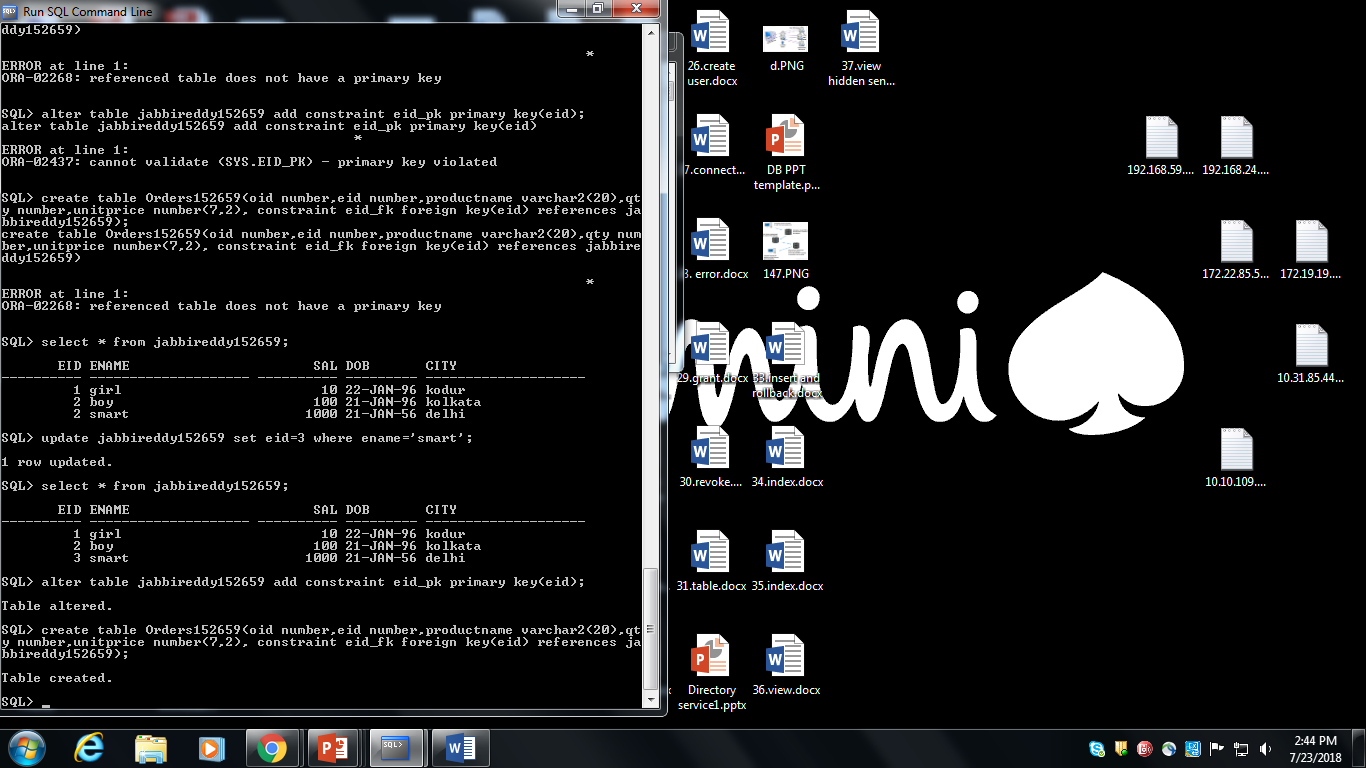 Run SQL Command Line
ddy152659)
*
ERROR at line 1:
ORA-02268: referenced table does not have a primary key
SQL> alter table jabbireddy152659 add constraint eid_pk primary key(eid);
alter table jabbireddy152659 add constraint eid_pk primary key(eid)
*
ERROR at line 1:
ORA-02437: cannot validate (SYS.EID_PK) - primary key violated
SQL> create table Orders152659(oid number,eid number,productname varchar2(20),qt
y number,unitprice number(7,2), constraint eid_fk foreign key(eid) references ja
bbireddy152659);
create table Orders152659(oid number,eid number,productname varchar2(20),qty num
ber,unitprice number(7,2), constraint eid_fk foreign key(eid) references jabbire
ddy152659)
*
ERROR at line 1:
ORA-02268: referenced table does not have a primary key
SQL> select * from jabbireddy152659;
EID ENAME SAL DOB CITY
---------- -------------------- ---------- --------- --------------------
1 girl 10 22-JAN-96 kodur
2 boy 100 21-JAN-96 kolkata
2 smart 1000 21-JAN-56 delhi
SQL> update jabbireddy152659 set eid=3 where ename='smart';
1 row updated.
SQL> select * from jabbireddy152659;
EID ENAME SAL DOB CITY
---------- -------------------- ---------- --------- --------------------
1 girl 10 22-JAN-96 kodur
2 boy 100 21-JAN-96 kolkata
3 smart 1000 21-JAN-56 delhi
SQL> alter table jabbireddy152659 add constraint eid_pk primary key(eid);
Table altered.
SQL> create table Orders152659(oid number,eid number,productname varchar2(20),qt
y number,unitprice number(7,2), constraint eid_fk foreign key(eid) references ja
bbireddy152659);
Table created.
SQL> _
26.create
user.docx
d.PNG
37.view
hidden sen...
7.connect...
DB PPT
template.p...
192.168.59....
192.168.24....
3. error.docx
147.PNG
172.22.85.5...
172.19.19....
mini
29.grant.docx
33.insert and
rollback.docx
10.31.85.44...
30.revoke....
34.index.docx
10.10.109....
31.table.docx
35.index.docx
Directory
service1.pptx
36.view.docx
SQL>
2:44 PM
7/23/2018